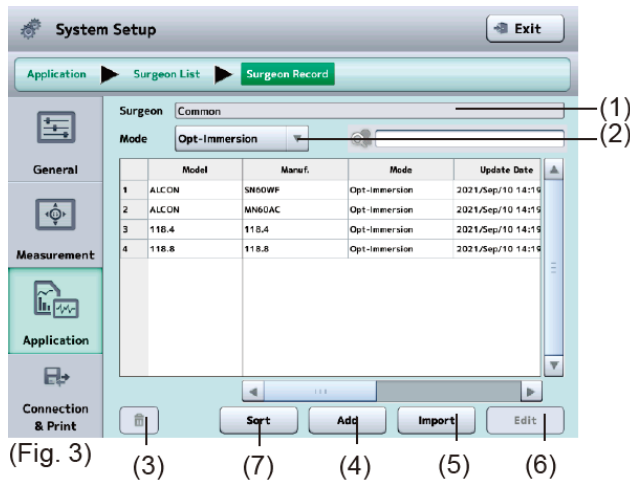 System Setup
Exit
Application Surgeon List Surgeon Record
Surgeon Common (1)
Mode Opt-Immersion (2)
General
Measurement
Application
Connection
& Print
Model Manuf. Mode Update Date
1 ALCON SN60WF Opt-Immersion 2021/Sep/10 14:19
2 ALCON MN60AC Opt-Immersion 2021/Sep/10 14:19
3 118.4 118.4 Opt-Immersion 2021/Sep/10 14:19
4 118.8 118.8 Opt-Immersion 2021/Sep/10 14:19
Sort Add Import Edit
(Fig. 3) (3) (7) (4) (5) (6)